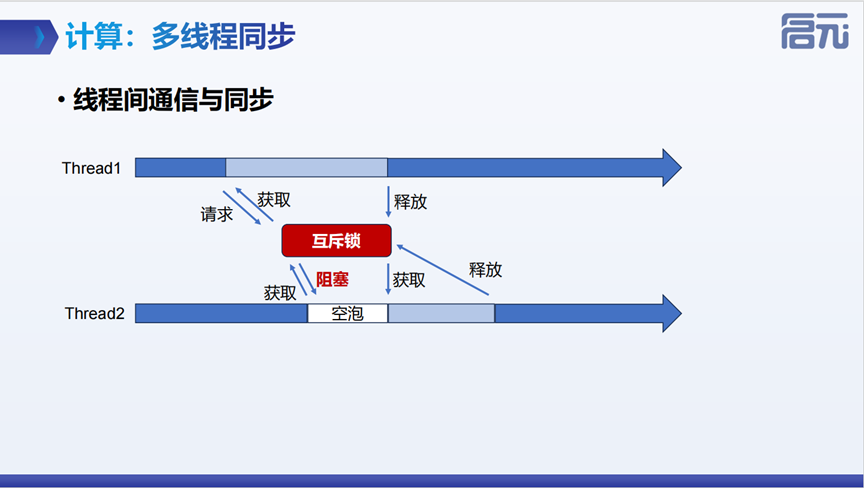 计算：多线程同步
启元
• 线程间通信与同步
Thread1
请求
获取
释放
互斥锁
获取
阻塞
获取
释放
Thread2
空泡